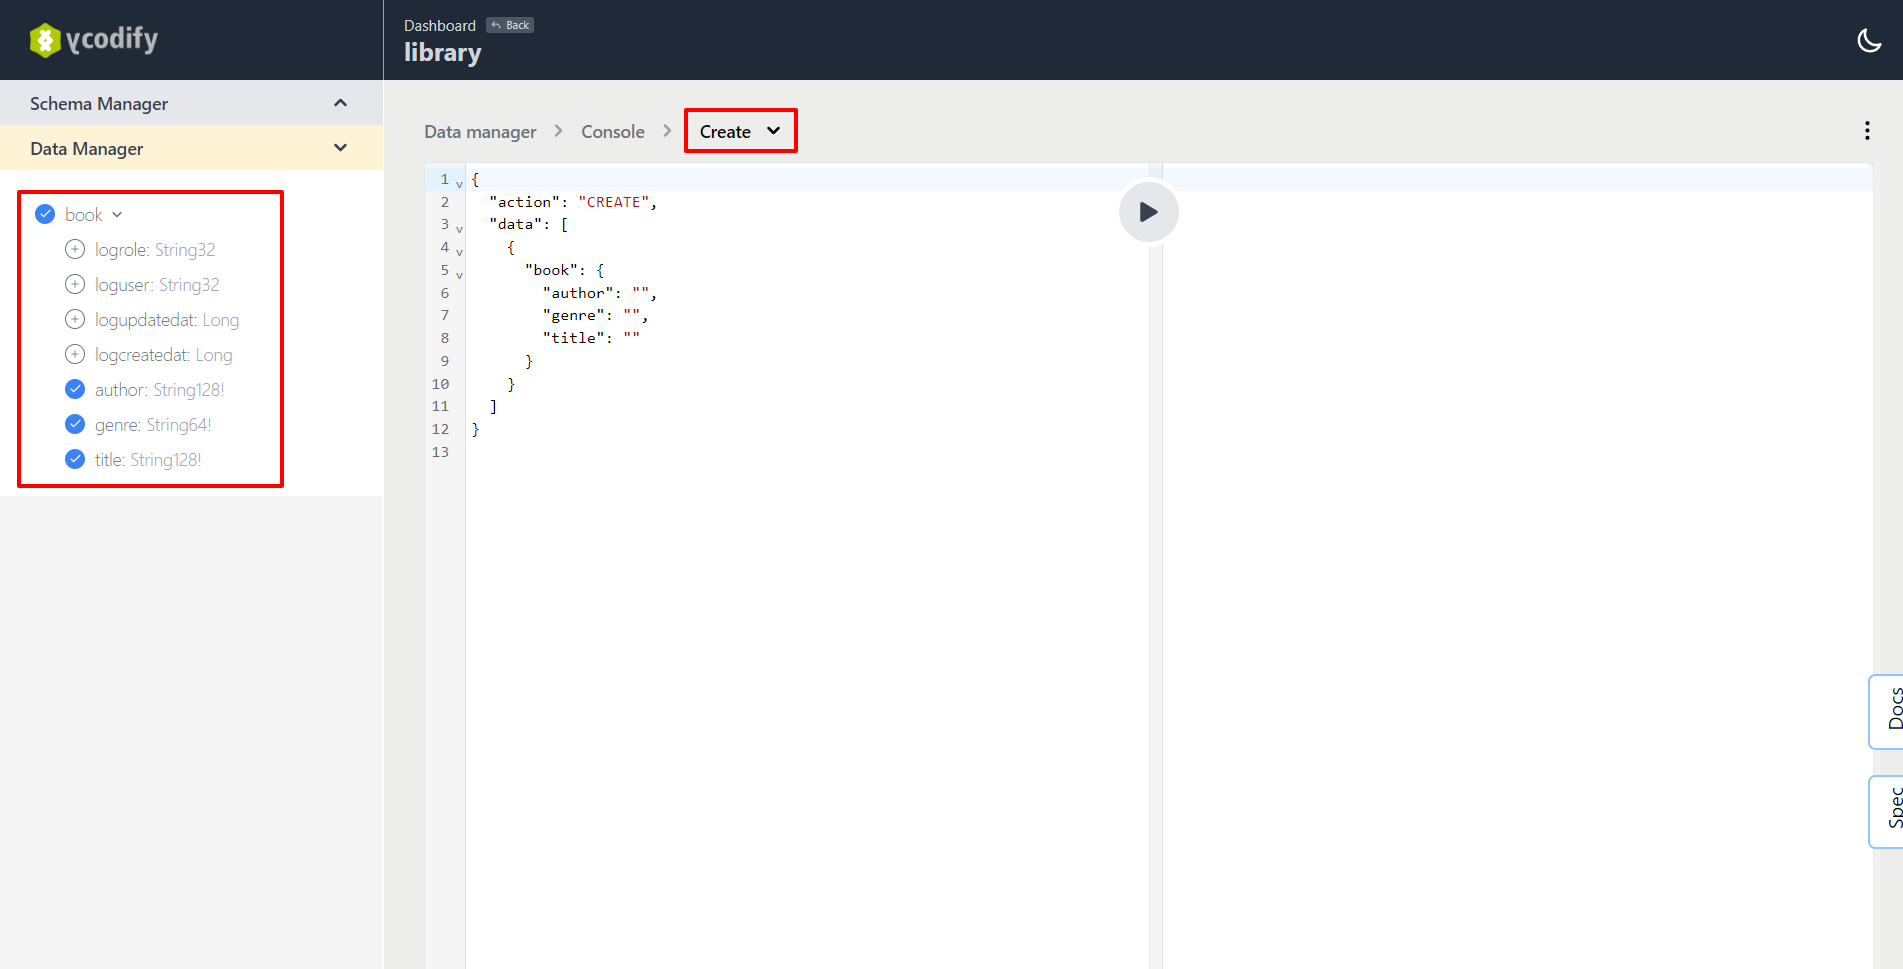 ycodify
Dashboard Back
library
Schema Manager
Data Manager
book
logrole: String32
loguser: String32
logupdatedat: Long
logcreatedat: Long
author: String128!
genre: String64!
title: String128!
Data manager > Console > Create
1 {
2 "action": "CREATE",
3 "data": [
4 {
5 "book": {
6 "author": "",
7 "genre": "",
8 "title": ""
9 }
10 }
11 ]
12 }
13
Docs
Spec